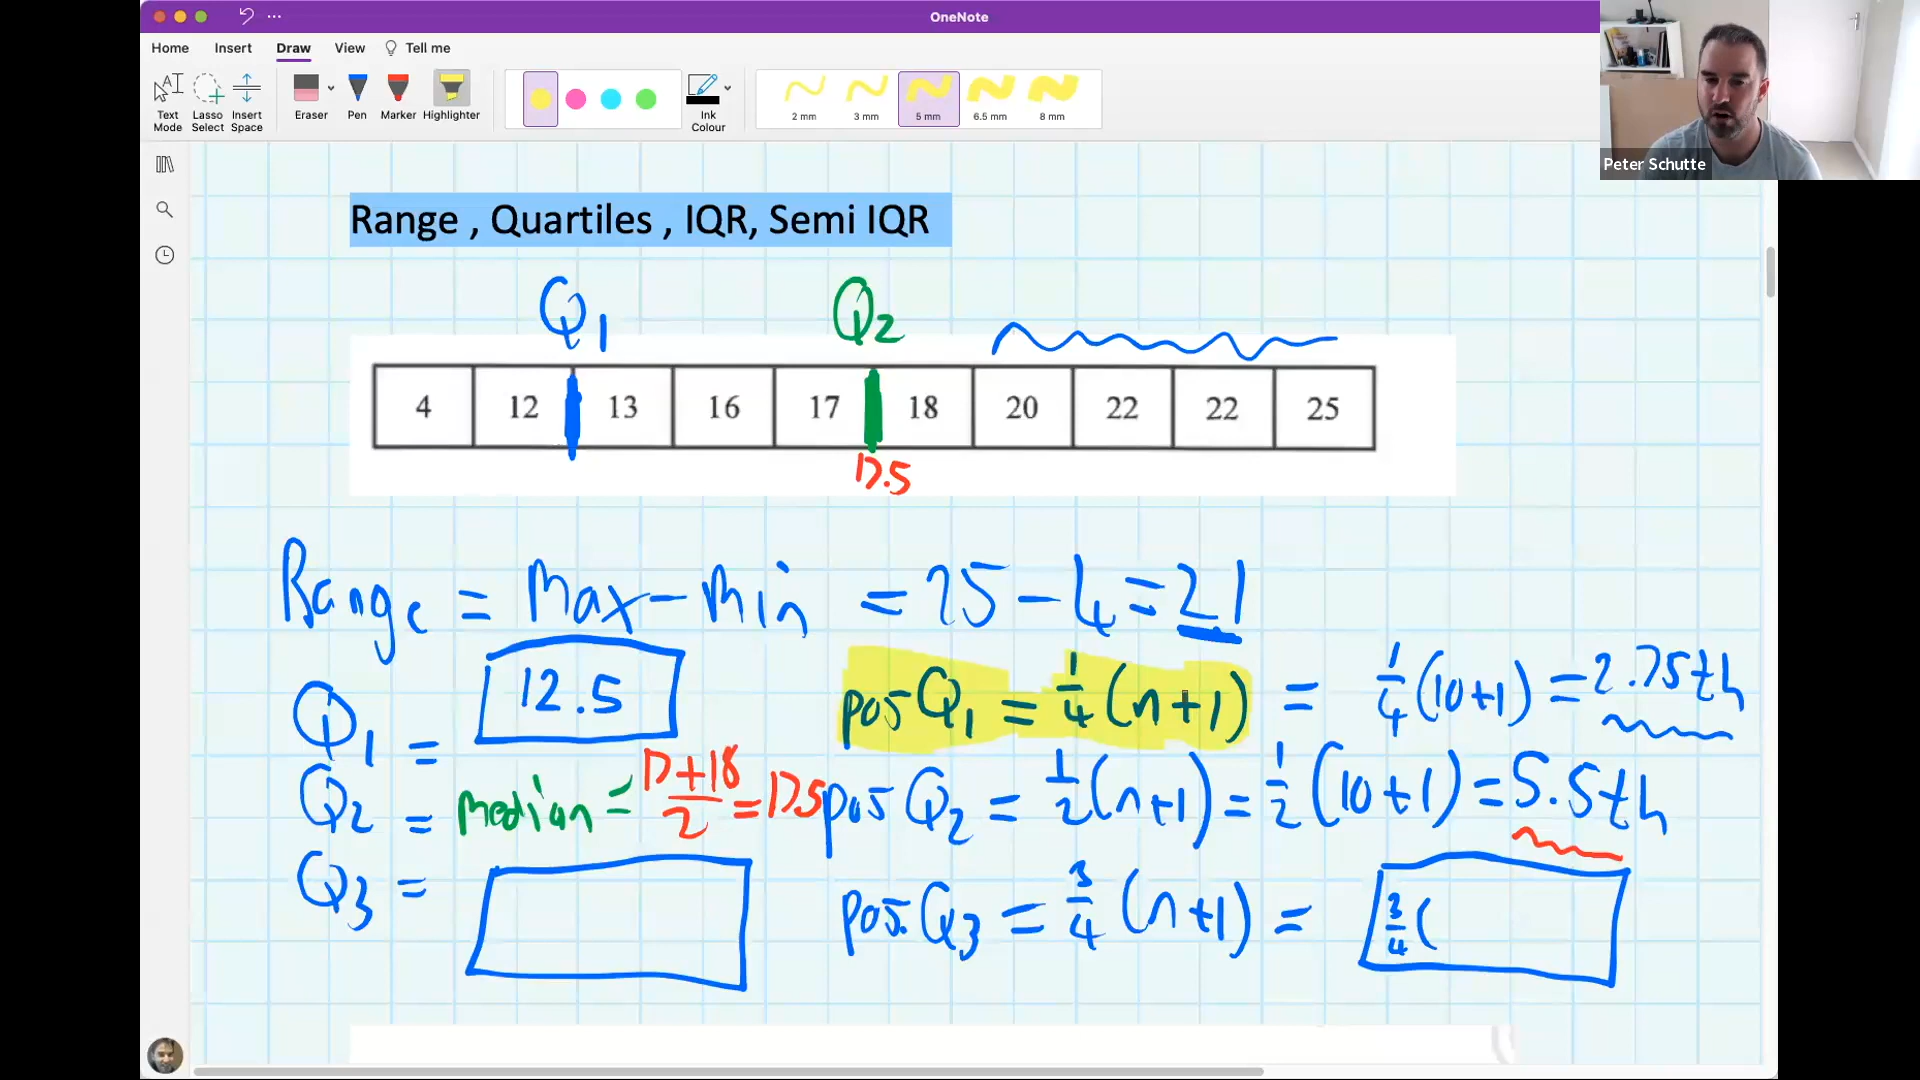 OneNote
Home Insert Draw View Tell me
Text Mode Lasso Select Insert Space Eraser Pen Marker Highlighter Ink Colour 2 mm 3 mm 5 mm 6.5 mm 8 mm
Peter Schutte
Range , Quartiles , IQR, Semi IQR
Q1 Q2
4 12 13 16 17 18 20 22 22 25
17.5
Range = Max - Min = 25 - 4 = 21
Q1 = 12.5 pos Q1 = 1/4 (n+1) = 1/4 (10+1) = 2.75th
Q2 = median = 17+18/2 = 17.5 pos Q2 = 1/2 (n+1) = 1/2 (10+1) = 5.5th
Q3 = pos. Q3 = 3/4 (n+1) = 3/4 (